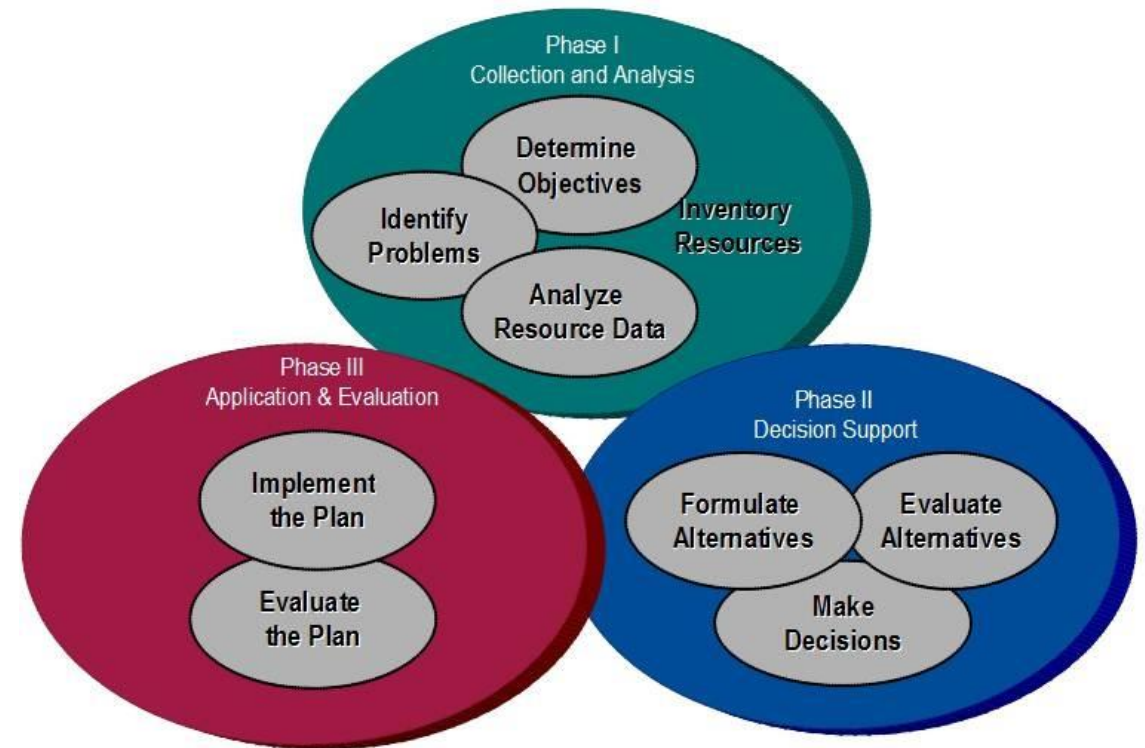 Phase I
Collection and Analysis
Determine
Objectives
Identify
Problems
Inventory
Resources
Analyze
Resource Data
Phase III
Application & Evaluation
Implement
the Plan
Evaluate
the Plan
Phase II
Decision Support
Formulate
Alternatives
Evaluate
Alternatives
Make
Decisions